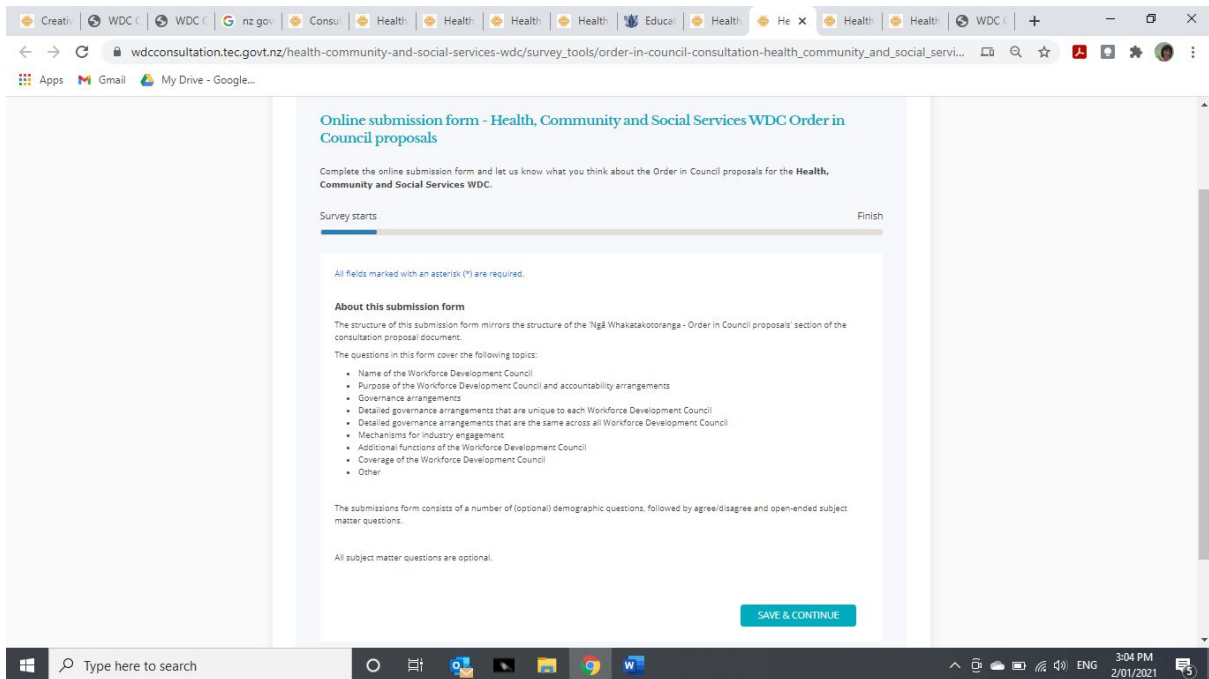 Creativ WDC ( WDC ( nz gov Consul Health Health Health Health Educat Health He Health Health WDC (
wdcconsultation.tec.govt.nz/health-community-and-social-services-wdc/survey_tools/order-in-council-consultation-health_community_and_social_servi...
Apps Gmail My Drive - Google...
Online submission form - Health, Community and Social Services WDC Order in
Council proposals
Complete the online submission form and let us know what you think about the Order in Council proposals for the Health,
Community and Social Services WDC.
Survey starts Finish
All fields marked with an asterisk (*) are required.
About this submission form
The structure of this submission form mirrors the structure of the 'Ngā Whakatakotoranga - Order in Council proposals' section of the
consultation proposal document.
The questions in this form cover the following topics:
• Name of the Workforce Development Council
• Purpose of the Workforce Development Council and accountability arrangements
• Governance arrangements
• Detailed governance arrangements that are unique to each Workforce Development Council
• Detailed governance arrangements that are the same across all Workforce Development Council
• Mechanisms for industry engagement
• Additional functions of the Workforce Development Council
• Coverage of the Workforce Development Council
• Other
The submissions form consists of a number of (optional) demographic questions, followed by agree/disagree and open-ended subject
matter questions.
All subject matter questions are optional.
SAVE & CONTINUE
Type here to search ENG 3:04 PM
2/01/2021 5